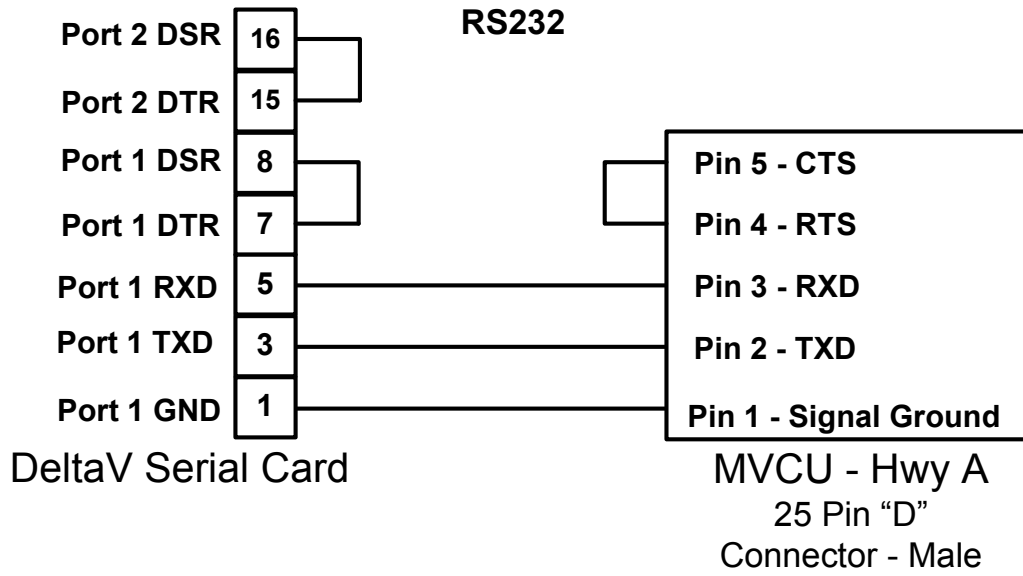 RS232
Port 2 DSR 16
Port 2 DTR 15
Port 1 DSR 8
Port 1 DTR 7
Port 1 RXD 5
Port 1 TXD 3
Port 1 GND 1
DeltaV Serial Card
Pin 5 - CTS
Pin 4 - RTS
Pin 3 - RXD
Pin 2 - TXD
Pin 1 - Signal Ground
MVCU - Hwy A
25 Pin “D”
Connector - Male